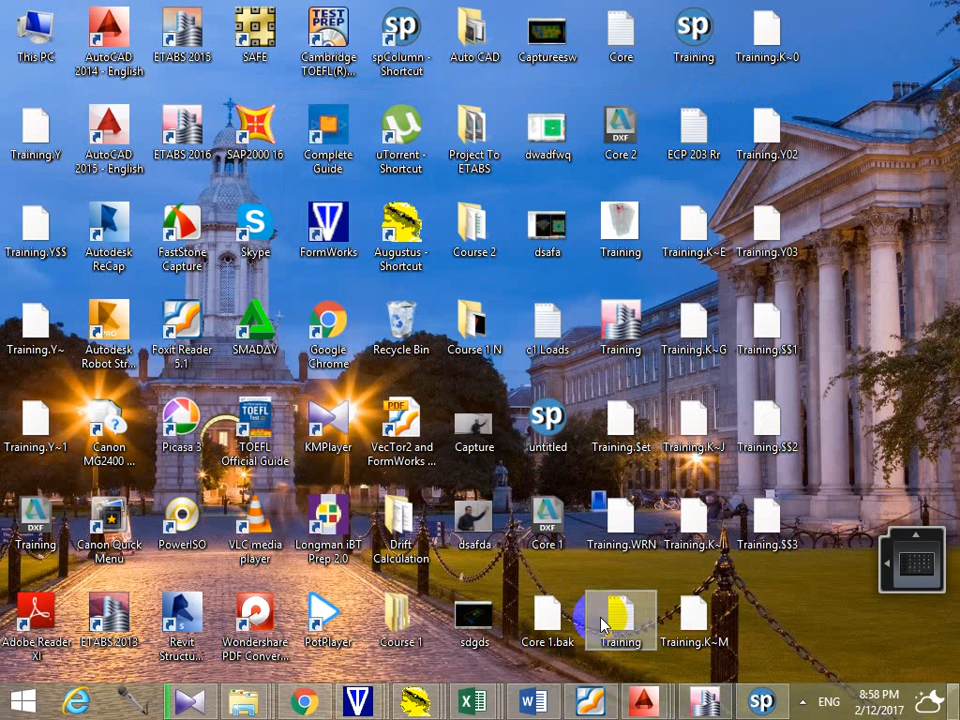 TEST
PREP
sp
sp
This PC
AutoCAD
2014 - English
ETABS 2015
SAFE
Cambridge
TOEFL(R)...
spColumn -
Shortcut
Auto CAD
Captureesw
Core
Training
Training.K~0
DXF
Training.Y
AutoCAD
2015 - English
ETABS 2016
SAP2000 16
Complete
Guide
uTorrent -
Shortcut
Project To
ETABS
dwadfwq
Core 2
ECP 203 Rr
Training.Y02
Training.Y$$
Autodesk
ReCap
FastStone
Capture
Skype
FormWorks
Augustus -
Shortcut
Course 2
dsafa
Training
Training.K~E
Training.Y03
PRO
Training.Y~
Autodesk
Robot Str...
Foxit Reader
5.1
SMADΔV
Google
Chrome
Recycle Bin
Course 1 N
c1 Loads
Training
Training.K~G
Training.$$1
TOEFL
PDF
sp
Training.Y~1
Canon
MG2400 ...
Picasa 3
TOEFL
Official Guide
KMPlayer
VecTor2 and
FormWorks ...
Capture
untitled
Training.$et
Training.K~J
Training.$$2
DXF
DXF
Training
Canon Quick
Menu
PowerISO
VLC media
player
Longman iBT
Prep 2.0
Drift
Calculation
dsafda
Core 1
Training.WRN
Training.$$3
Adobe Reader
XI
ETABS 2013
Revit
Structu...
Wondershare
PDF Conver...
PotPlayer
Course 1
sdgds
Core 1.bak
Training
Training.K~M
sp
ENG
8:58 PM
2/12/2017